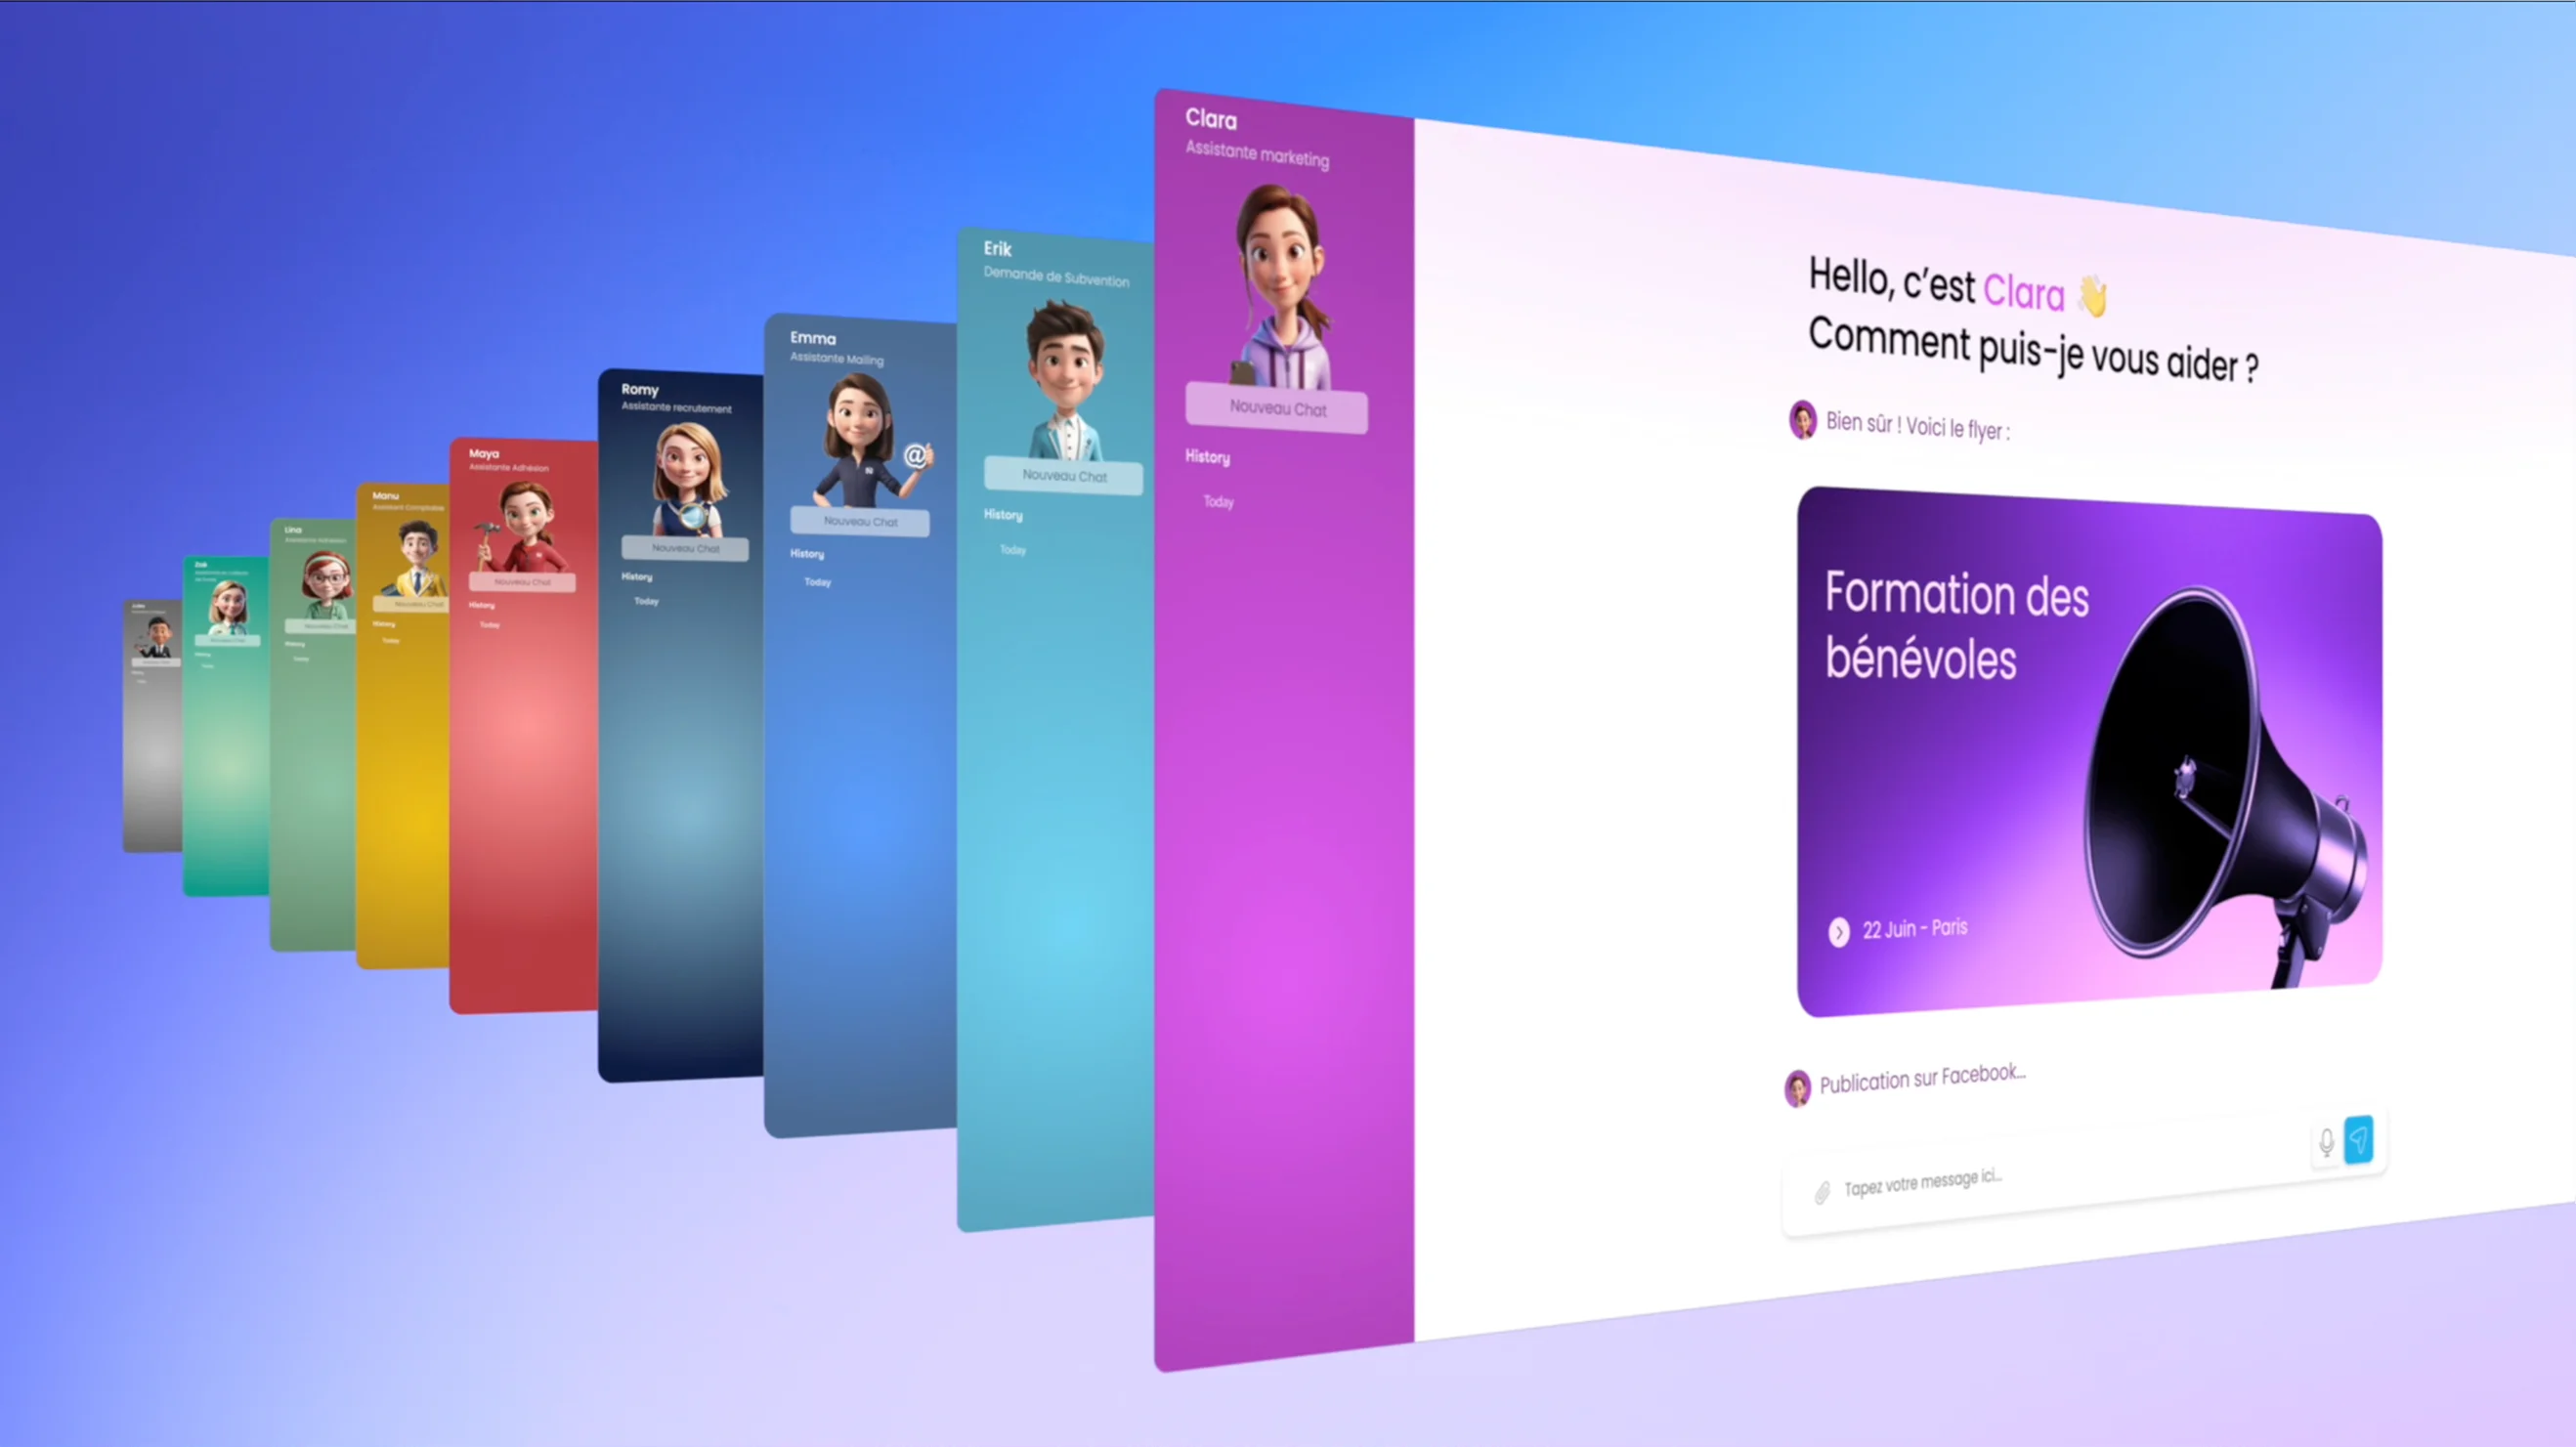 Clara
Assistante marketing
Nouveau Chat
History
Today
Hello, c’est Clara 👋
Comment puis-je vous aider ?
Bien sûr ! Voici le flyer :
Formation des
bénévoles
22 Juin - Paris
Publication sur Facebook...
Tapez votre message ici...
Erik
Demande de Subvention
Nouveau Chat
History
Today
Emma
Assistante Mailing
@
Nouveau Chat
History
Today
Romy
Assistante recrutement
Nouveau Chat
History
Today
Maya
Assistante Adhésion
Nouveau Chat
History
Today
Manu
Assistant Comptable
Nouveau Chat
History
Today
Lina
Assistante Adhésion
Nouveau Chat
History
Today
Zoé
Nouveau Chat
History
Today